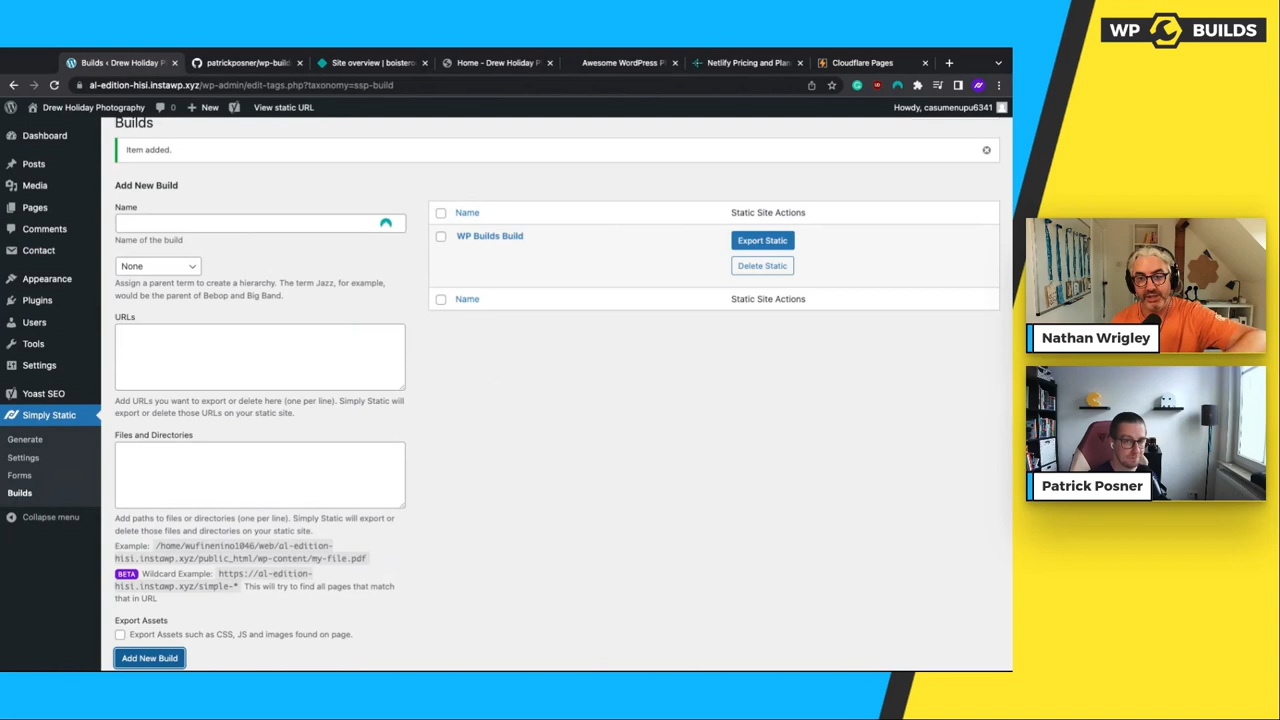 WP BUILDS
Builds < Drew Holiday P
patrickposner/wp-build
Site overview | boistero
Home - Drew Holiday P
Awesome WordPress Pl
Netlify Pricing and Plan
Cloudflare Pages
al-edition-hisi.instawp.xyz/wp-admin/edit-tags.php?taxonomy=ssp-build
Drew Holiday Photography
0
New
View static URL
Howdy, casumenupu6341
Dashboard
Posts
Media
Pages
Comments
Contact
Appearance
Plugins
Users
Tools
Settings
Yoast SEO
Simply Static
Generate
Settings
Forms
Builds
Collapse menu
Builds
Item added.
Add New Build
Name
Name of the build
None
Assign a parent term to create a hierarchy. The term Jazz, for example,
would be the parent of Bebop and Big Band.
URLs
Add URLs you want to export or delete here (one per line). Simply Static will
export or delete those URLs on your static site.
Files and Directories
Add paths to files or directories (one per line). Simply Static will export or
delete those files and directories on your static site.
Example: /home/wufinenino1046/web/al-edition-
hisi.instawp.xyz/public_html/wp-content/my-file.pdf
BETA Wildcard Example: https://al-edition-
hisi.instawp.xyz/simple-* This will try to find all pages that match
that in URL
Export Assets
Export Assets such as CSS, JS and images found on page.
Add New Build
Name
Static Site Actions
WP Builds Build
Export Static
Delete Static
Name
Static Site Actions
Nathan Wrigley
Patrick Posner